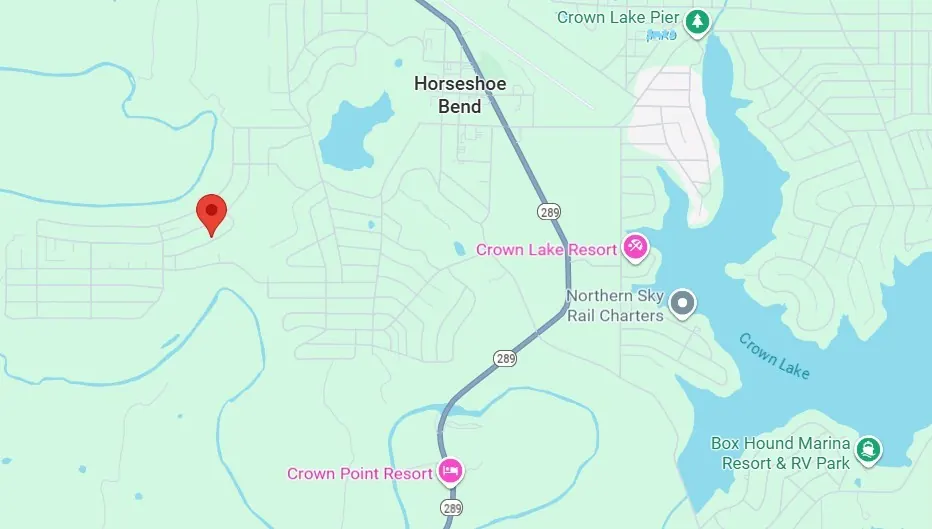 Crown Lake Pier
Horseshoe
Bend
289
Crown Lake Resort
Northern Sky
Rail Charters
289
Crown Lake
Box Hound Marina
Resort & RV Park
Crown Point Resort
289